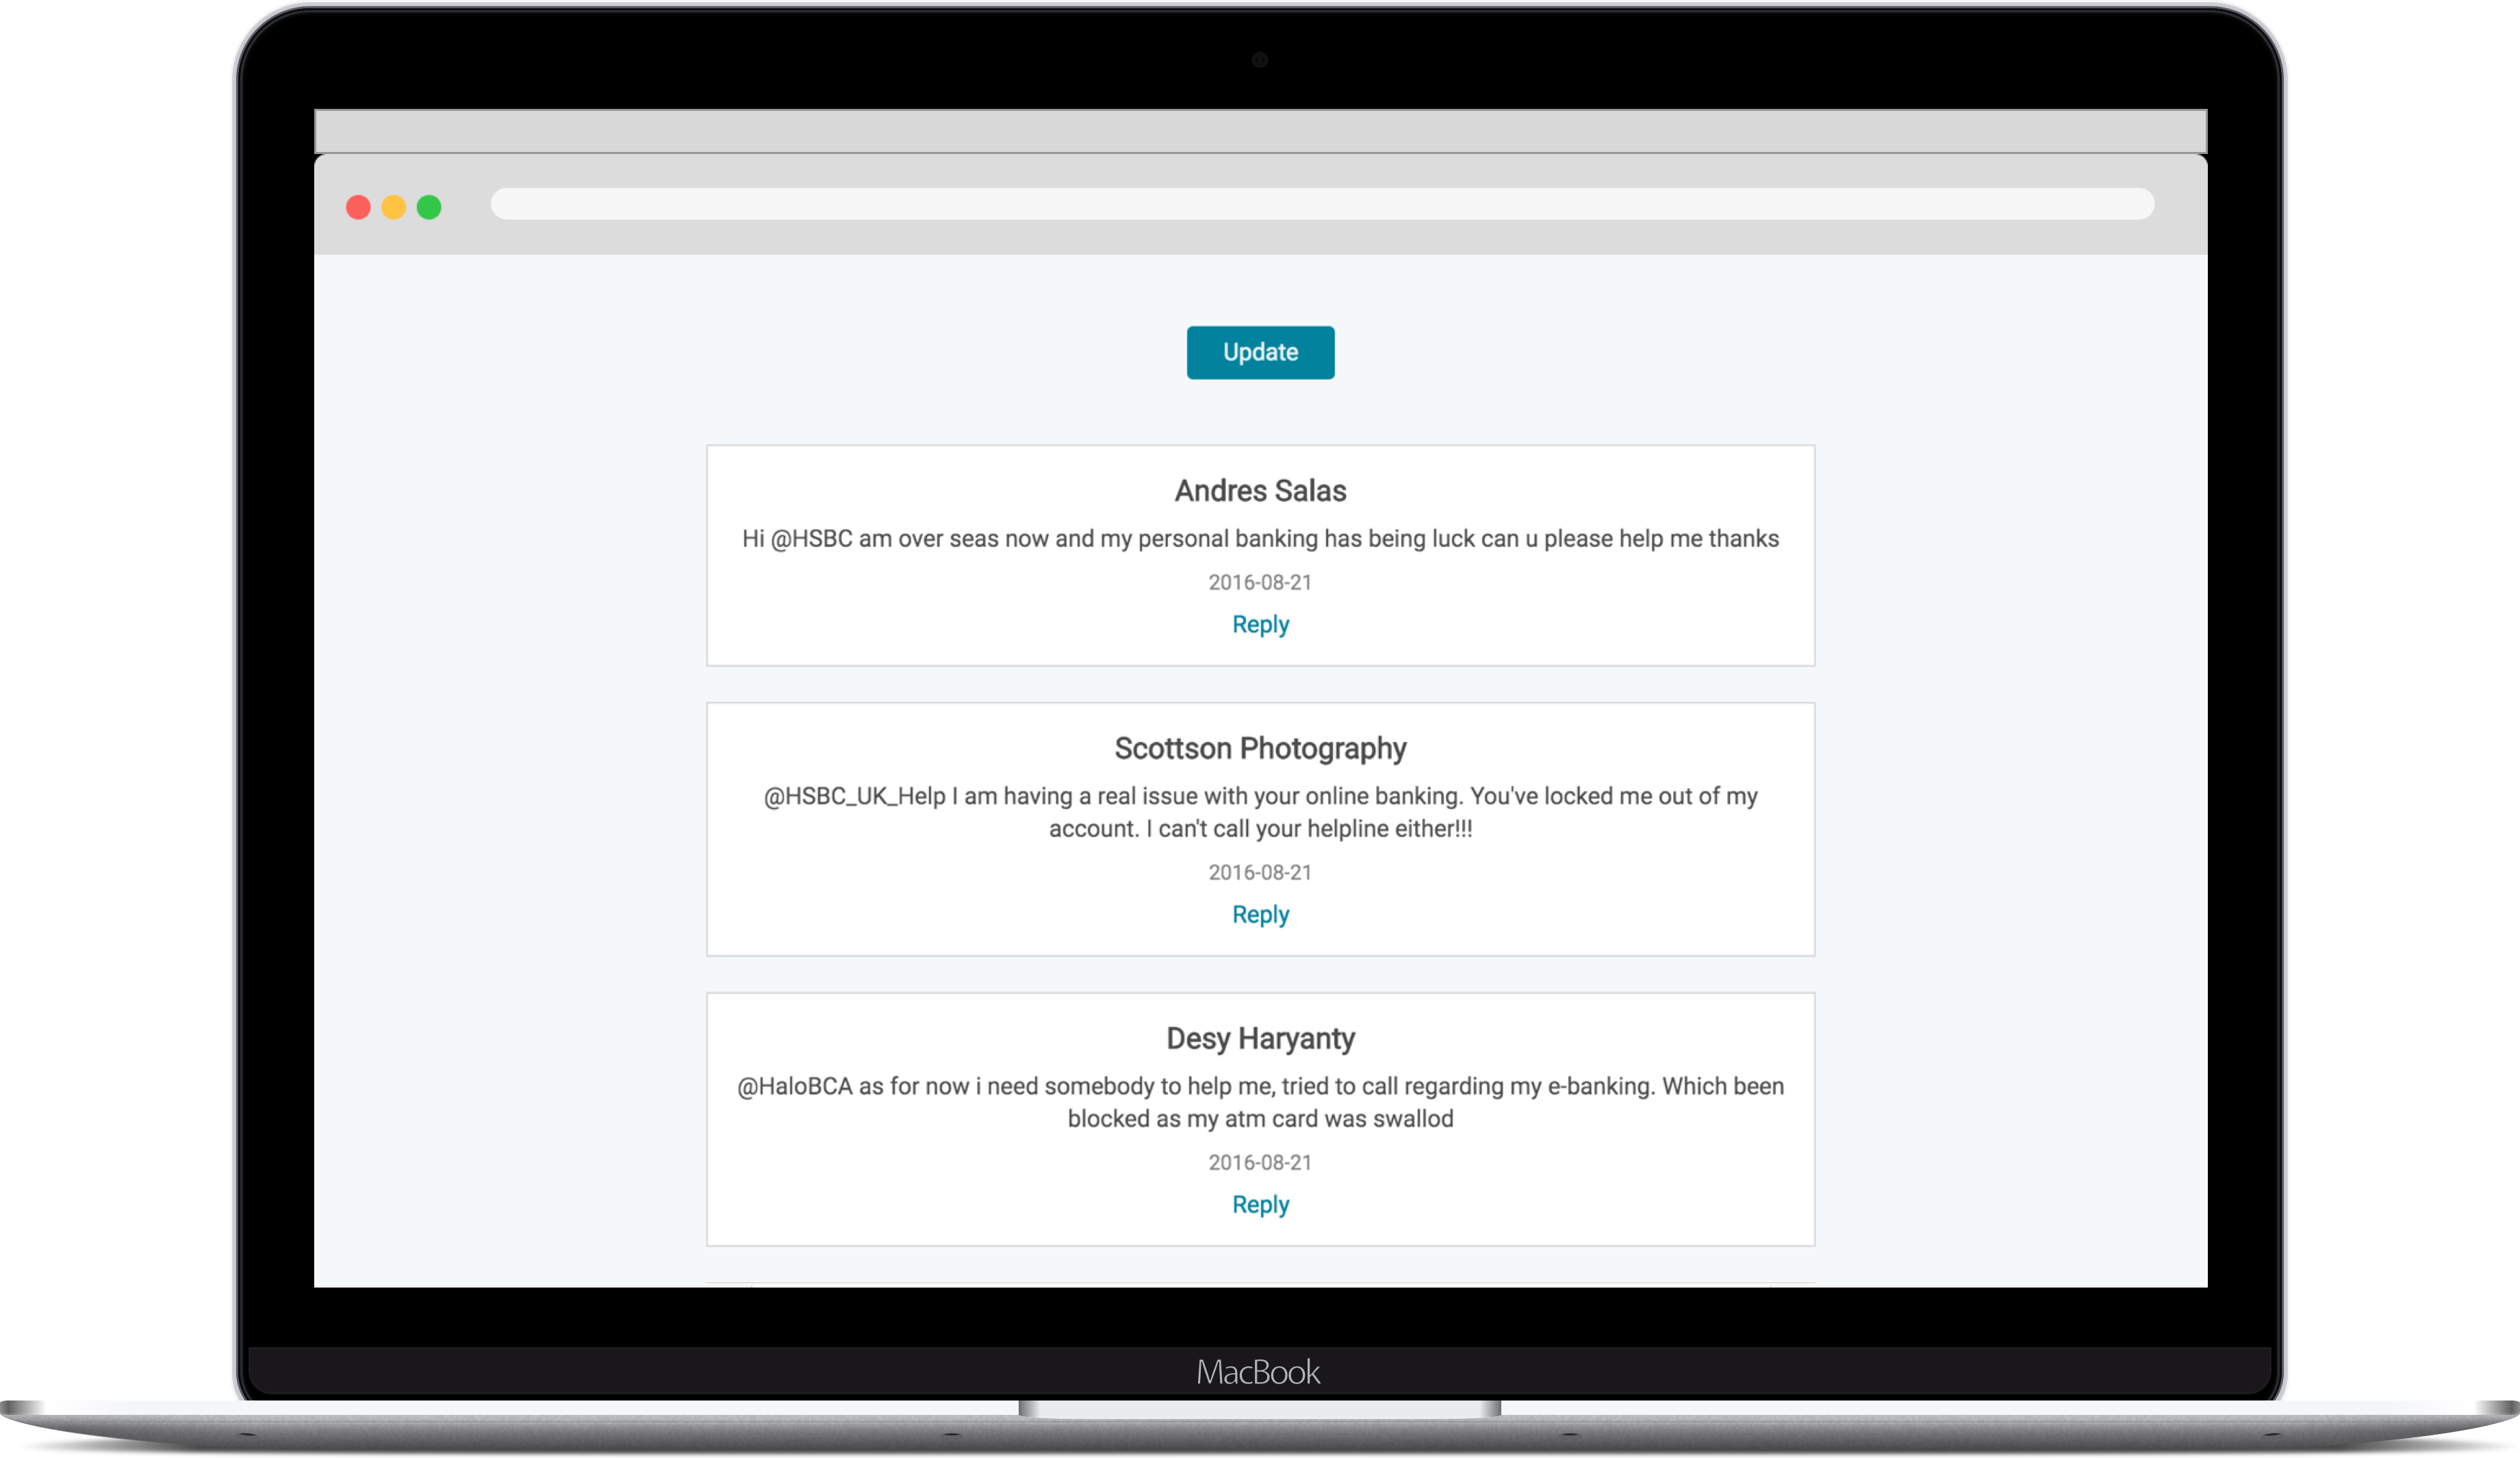 Update
Andres Salas
Hi @HSBC am over seas now and my personal banking has being luck can u please help me thanks
2016-08-21
Reply
Scottson Photography
@HSBC_UK_Help I am having a real issue with your online banking. You've locked me out of my
account. I can't call your helpline either!!!
2016-08-21
Reply
Desy Haryanty
@HaloBCA as for now i need somebody to help me, tried to call regarding my e-banking. Which been
blocked as my atm card was swallod
2016-08-21
Reply
MacBook